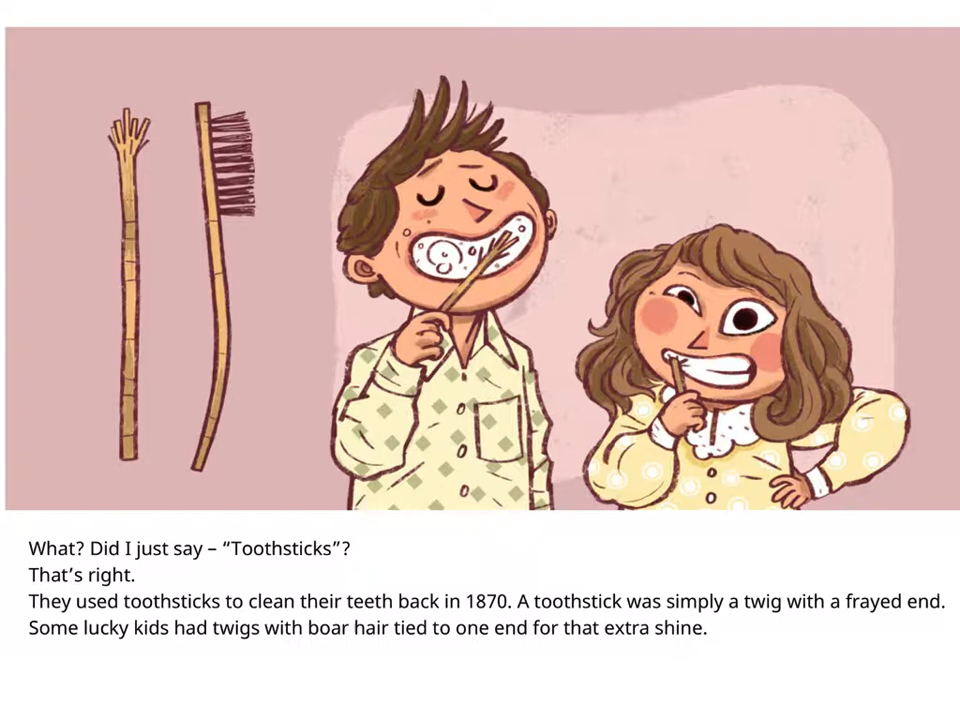 What? Did I just say – “Toothsticks”?
That’s right.
They used toothsticks to clean their teeth back in 1870. A toothstick was simply a twig with a frayed end.
Some lucky kids had twigs with boar hair tied to one end for that extra shine.